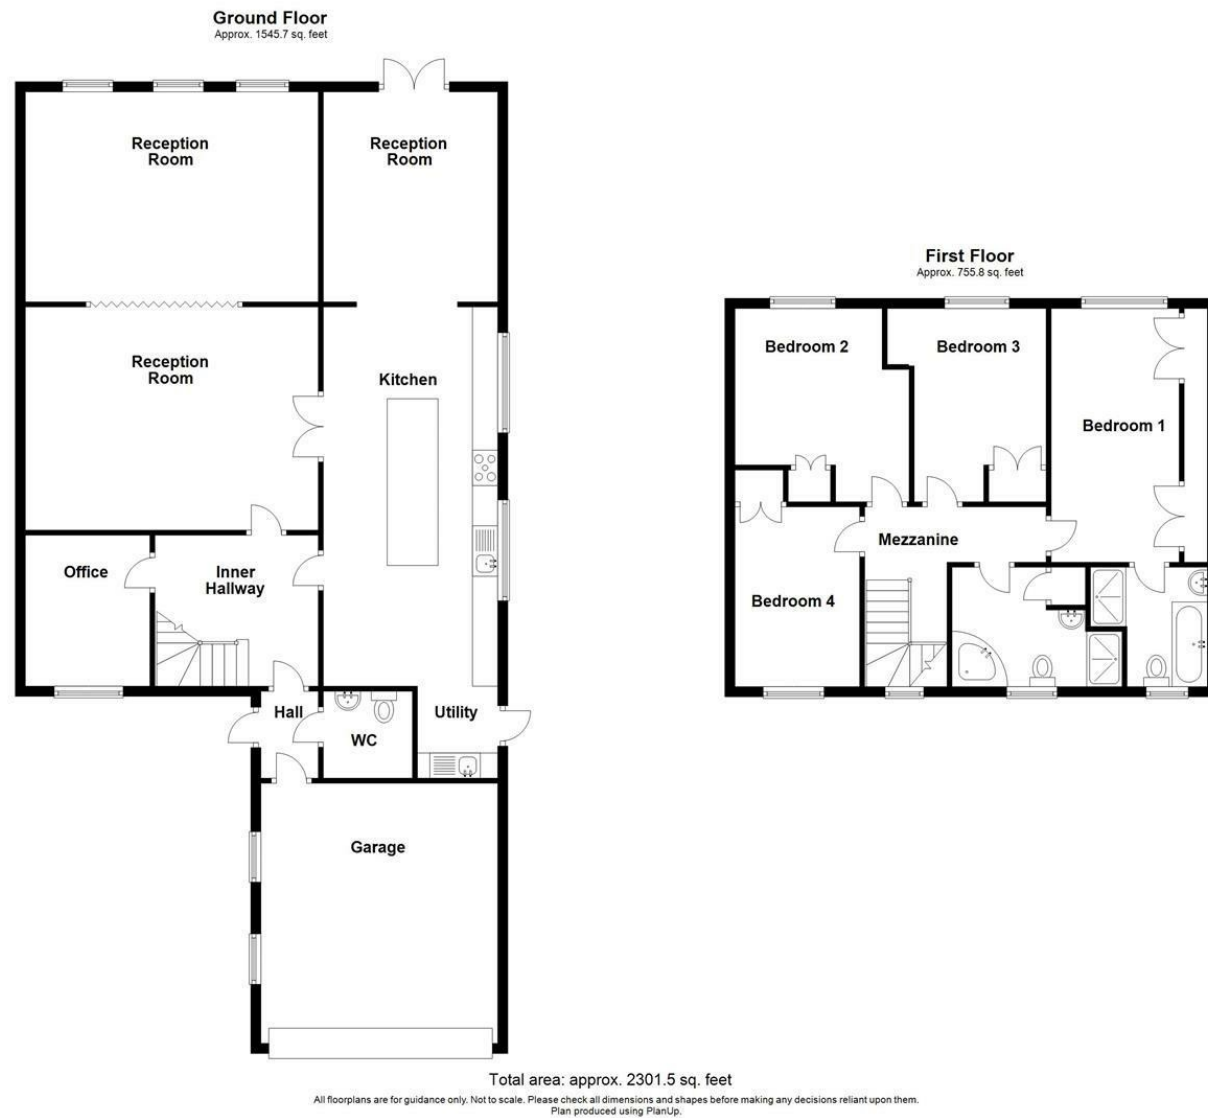 Ground Floor
Approx. 1545.7 sq. feet
Reception
Room
Reception
Room
Reception
Room
Kitchen
Office
Inner
Hallway
Hall
WC
Utility
Garage
First Floor
Approx. 755.8 sq. feet
Bedroom 2
Bedroom 3
Bedroom 1
Mezzanine
Bedroom 4
Total area: approx. 2301.5 sq. feet
All floorplans are for guidance only. Not to scale. Please check all dimensions and shapes before making any decisions reliant upon them.
Plan produced using PlanUp.